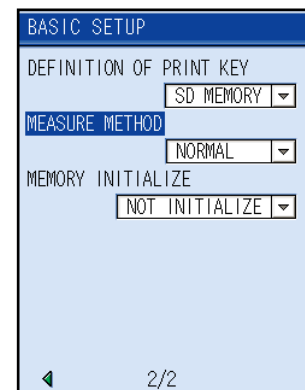 BASIC SETUP
DEFINITION OF PRINT KEY
SD MEMORY
MEASURE METHOD
NORMAL
MEMORY INITIALIZE
NOT INITIALIZE
2/2